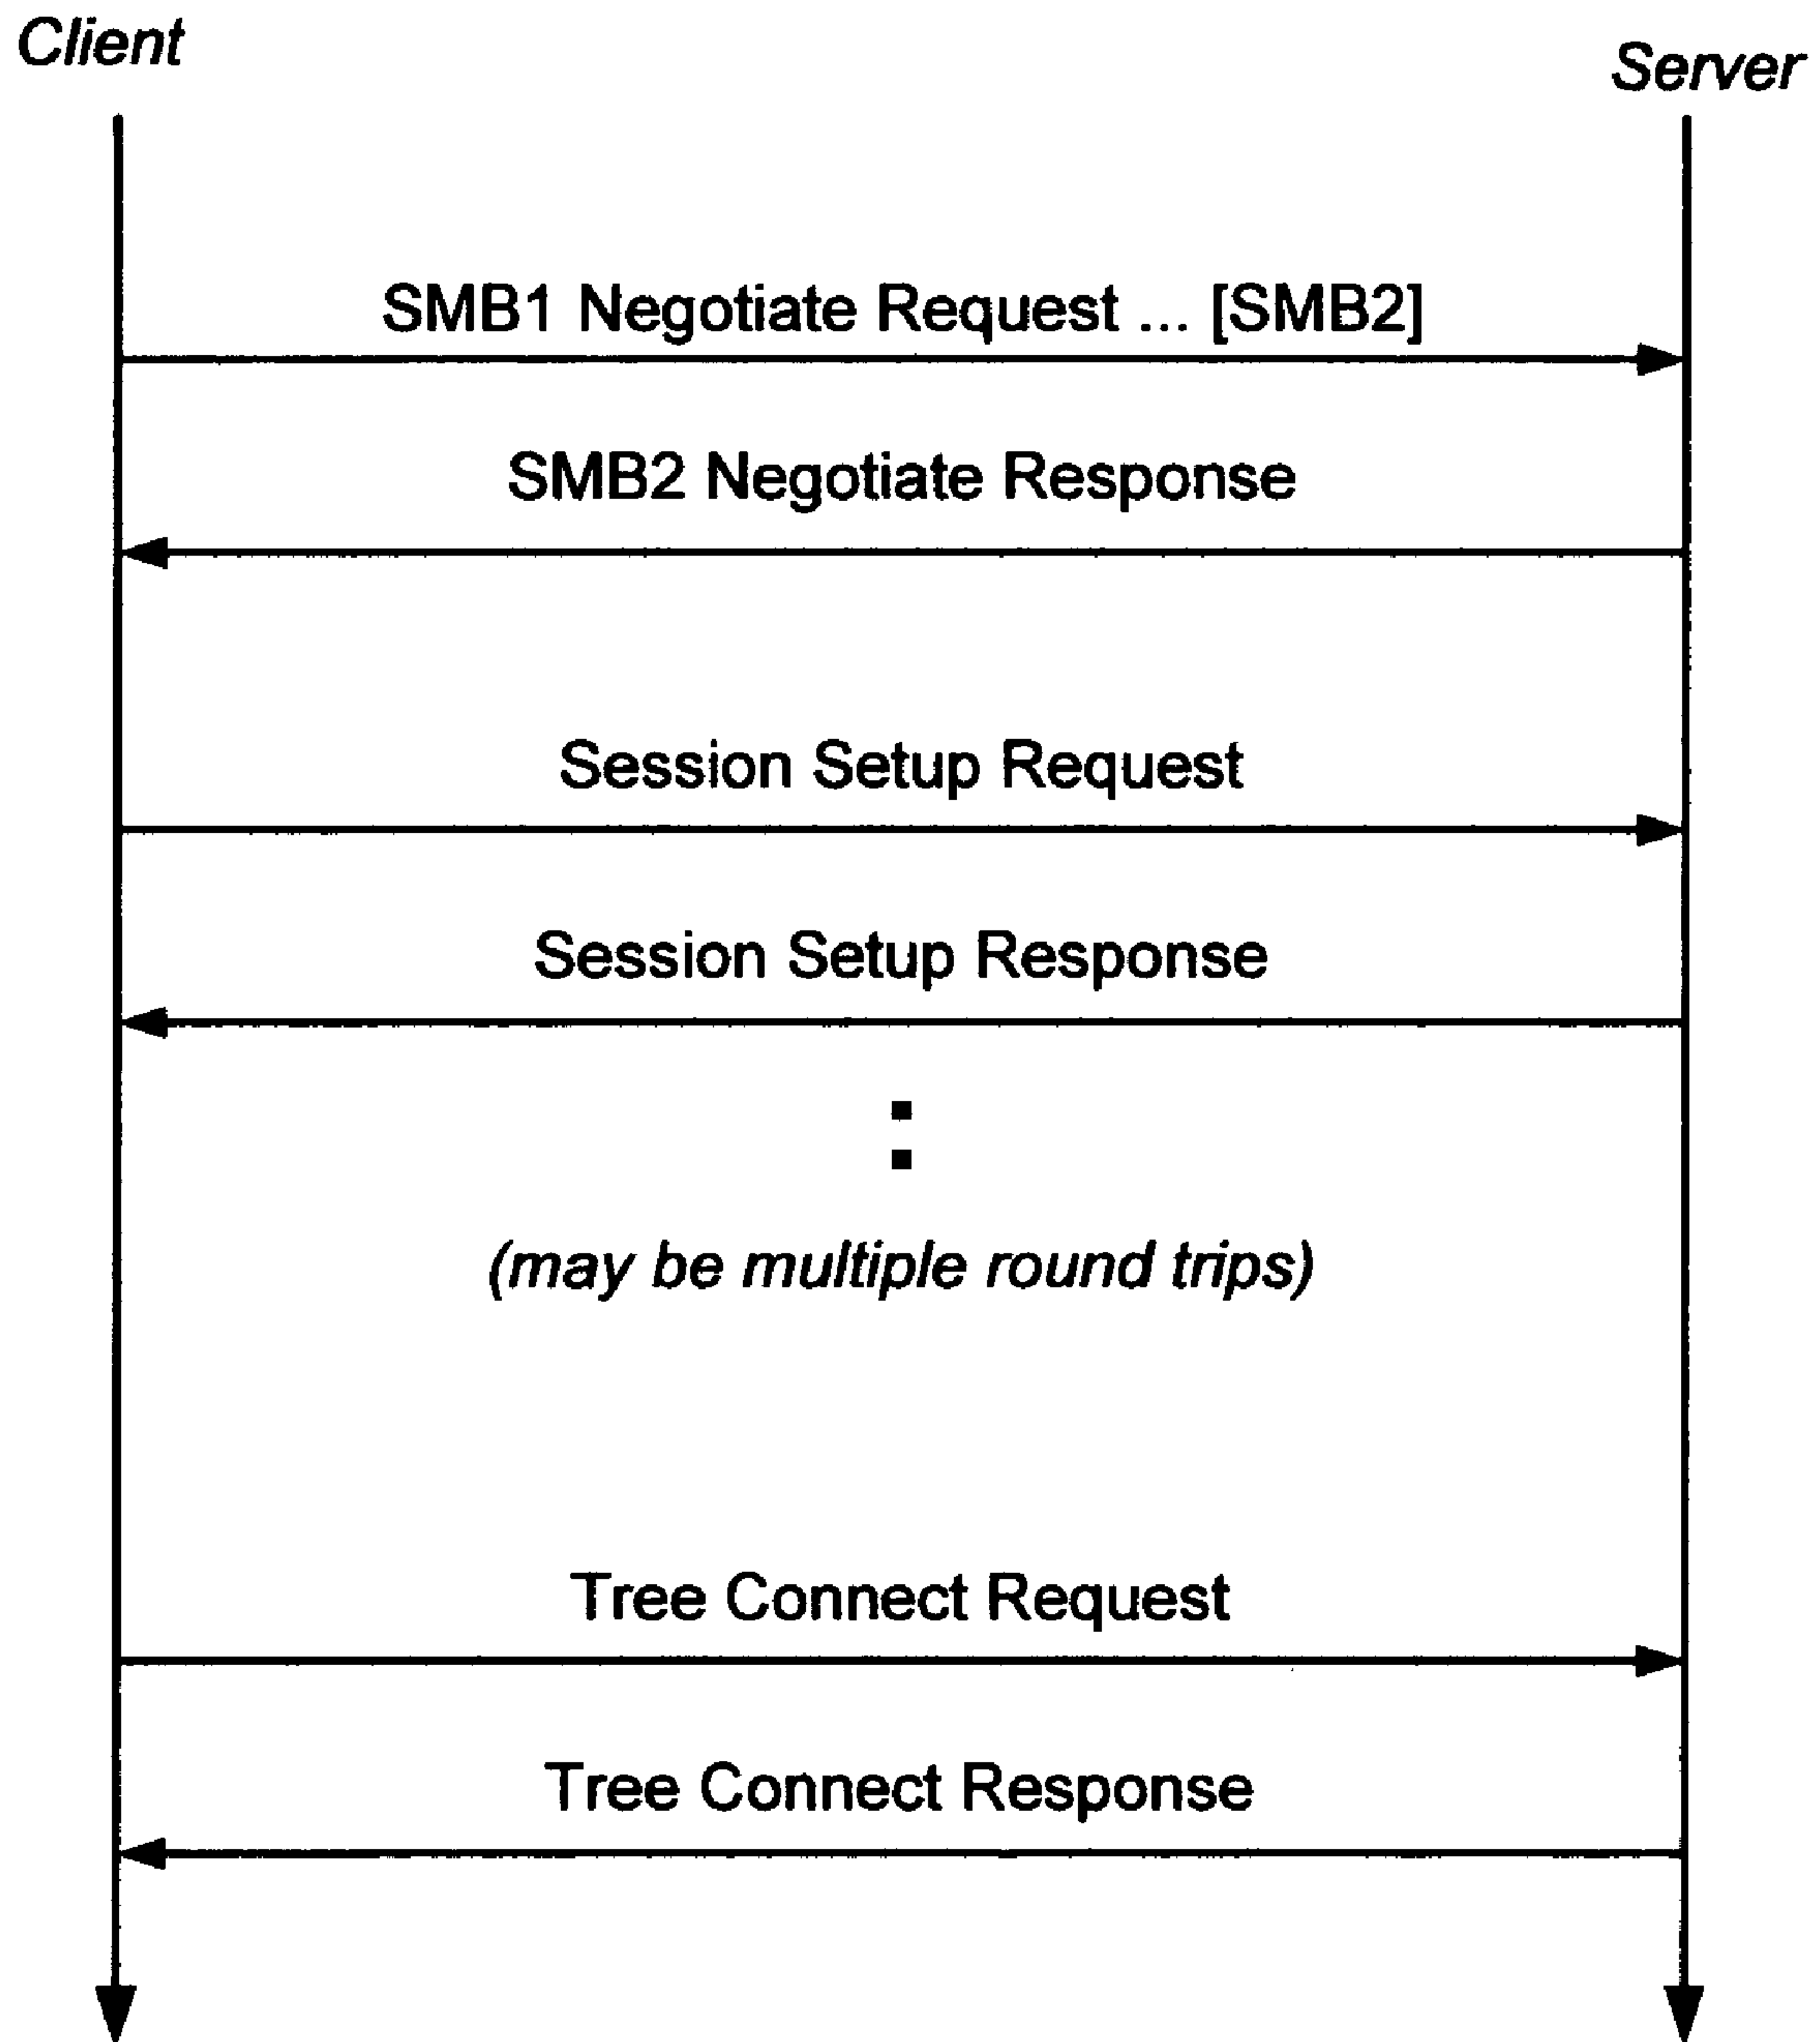 Client
Server
SMB1 Negotiate Request ... [SMB2]
SMB2 Negotiate Response
Session Setup Request
Session Setup Response
(may be multiple round trips)
Tree Connect Request
Tree Connect Response